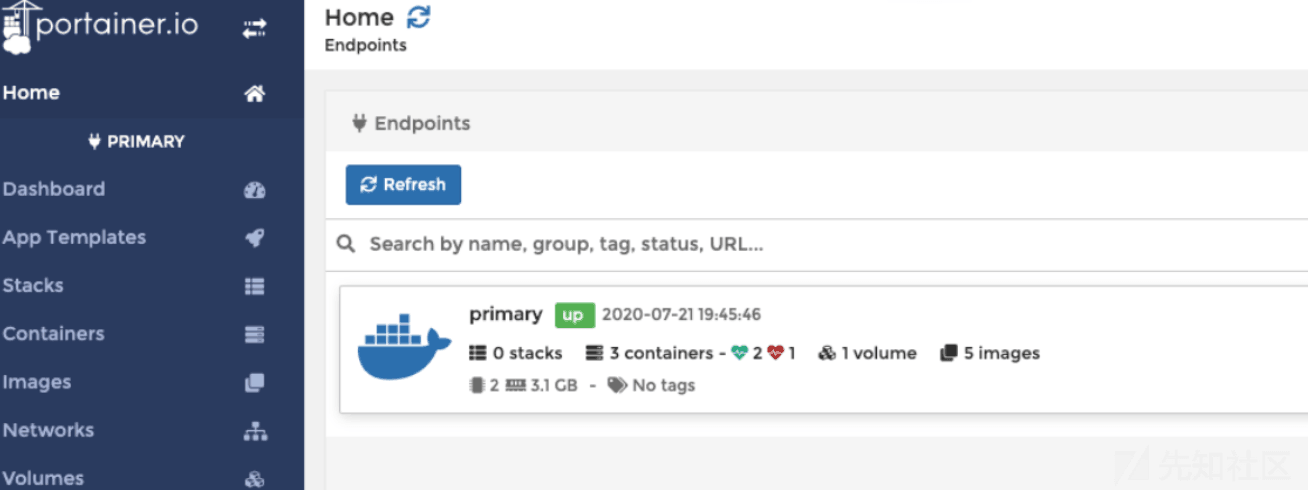 portainer.io
Home
PRIMARY
Dashboard
App Templates
Stacks
Containers
Images
Networks
Volumes
Home
Endpoints
Endpoints
Refresh
Search by name, group, tag, status, URL...
primary up 2020-07-21 19:45:46
0 stacks 3 containers - 2 1 1 volume 5 images
2 3.1 GB - No tags
先知社区